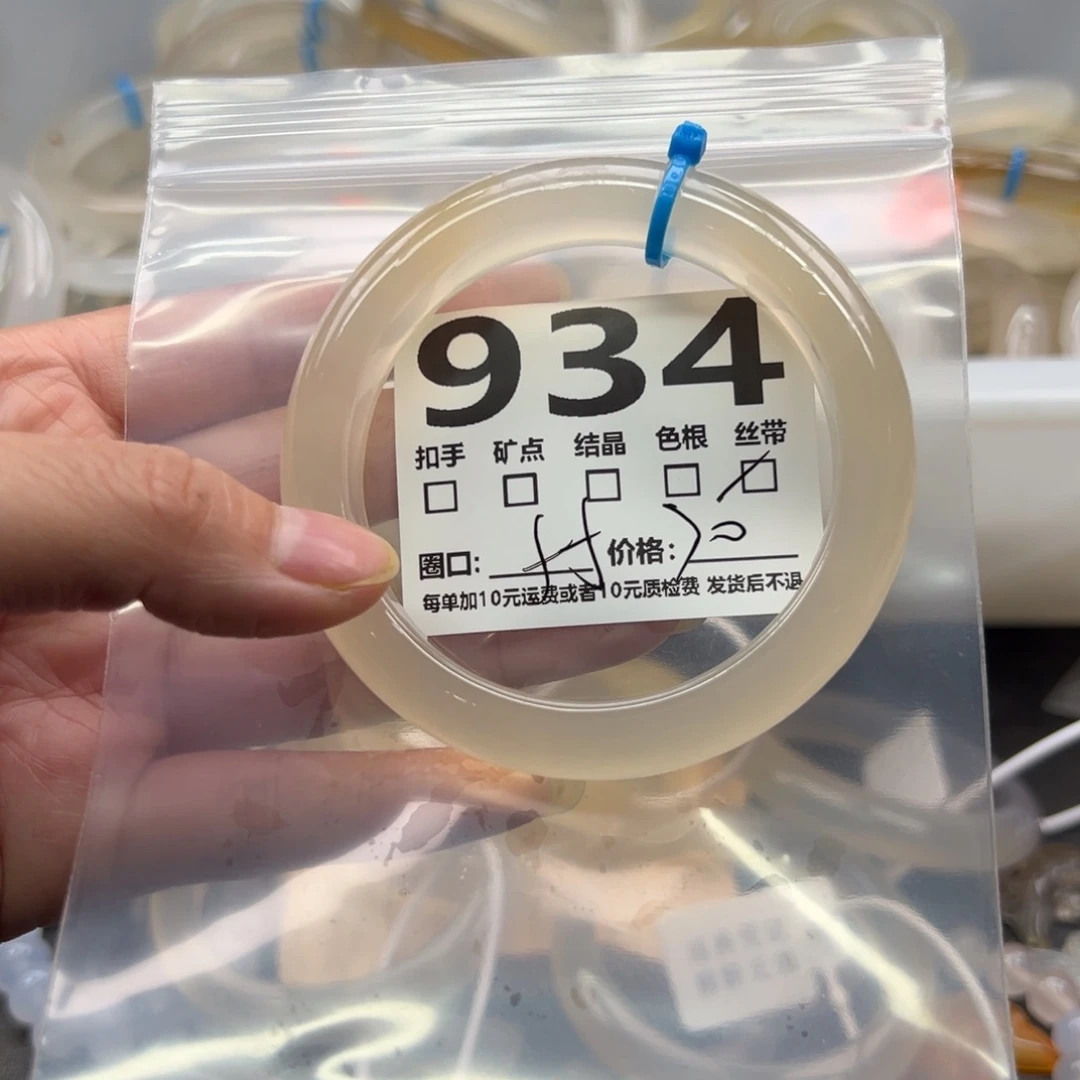 934
扣手 矿点 结晶 色根 丝带
圈口: 价格:
每单加10元运费或者10元质检费 发货后不退